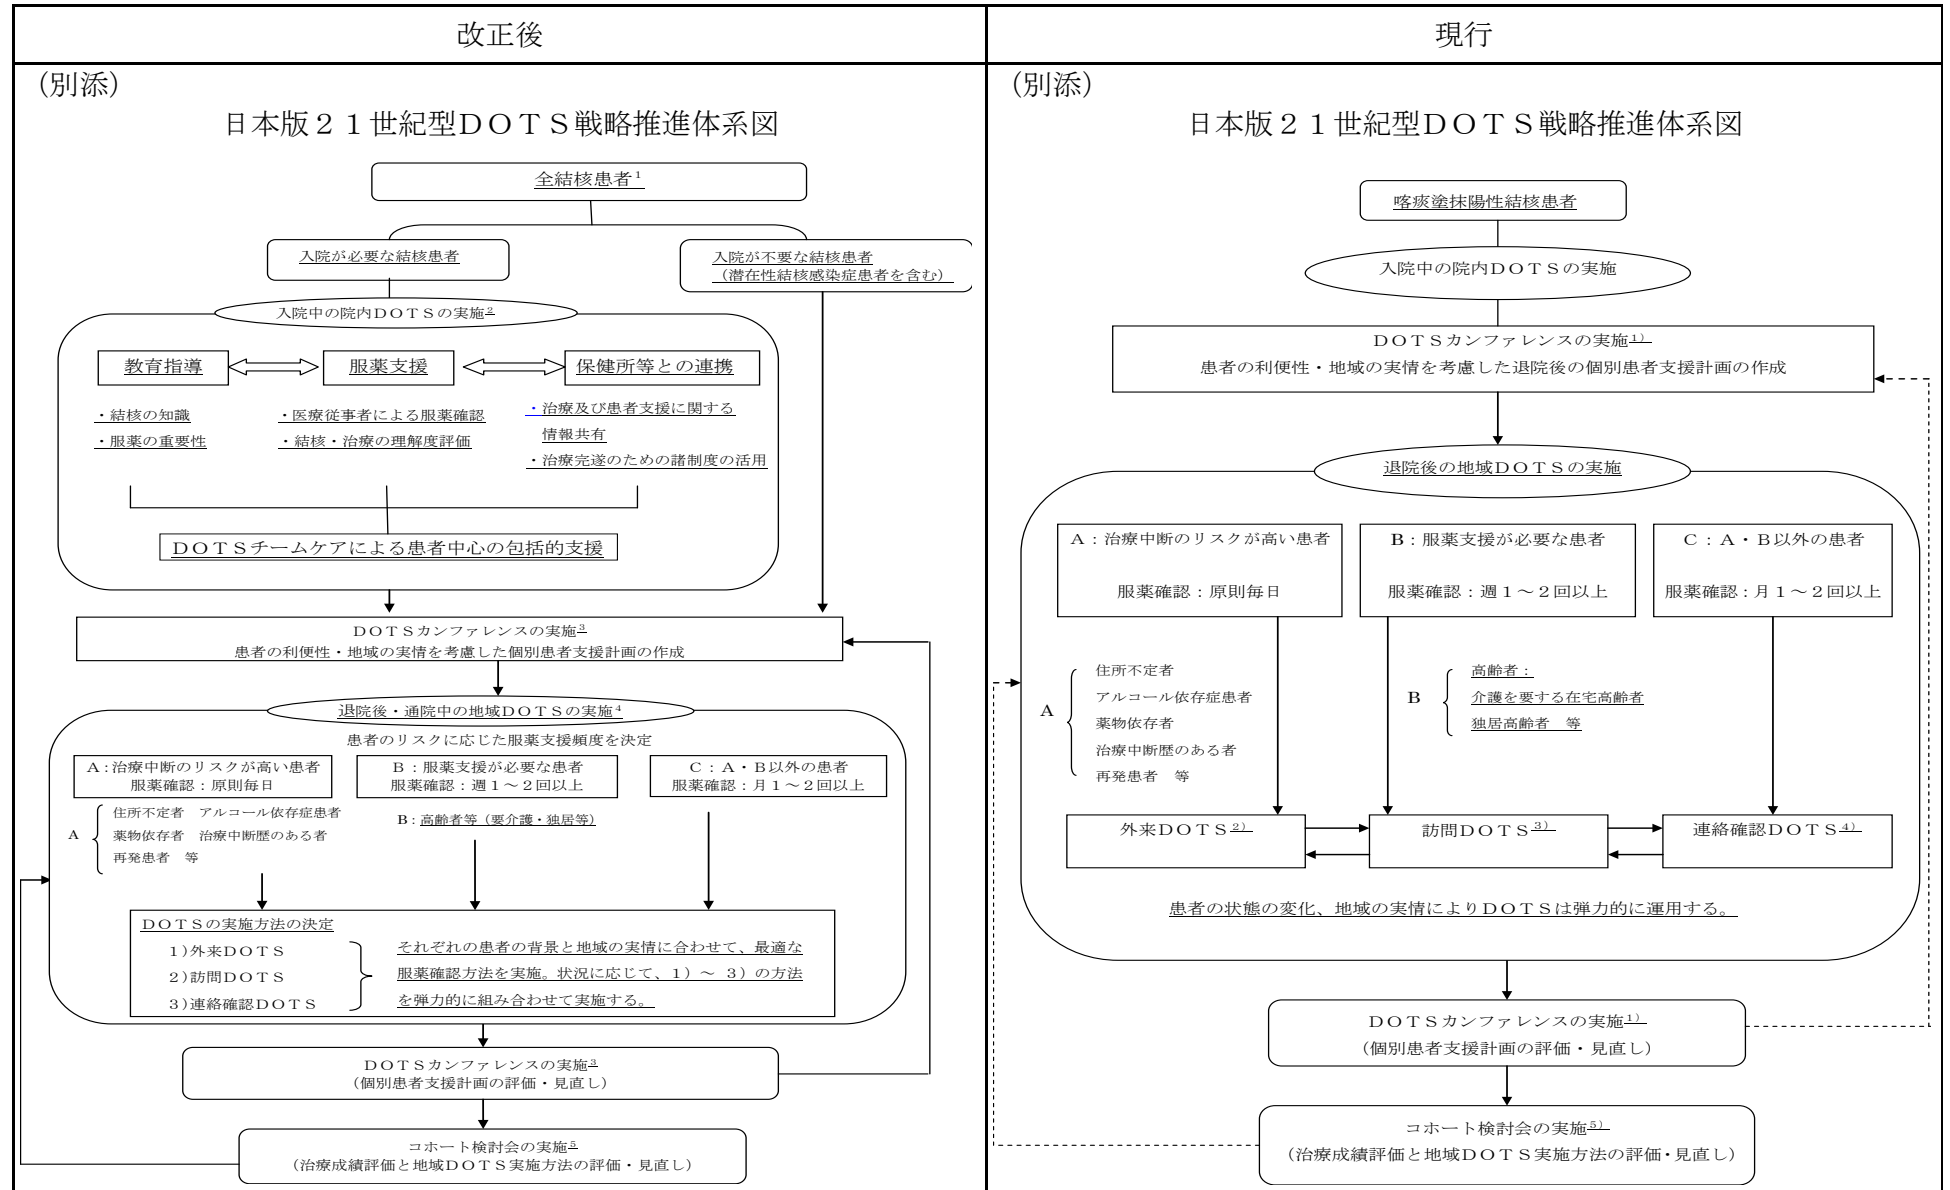 改正後
(別添)
日本版２１世紀型ＤＯＴＳ戦略推進体系図
全結核患者1
入院が必要な結核患者
入院が不要な結核患者
（潜在性結核感染症患者を含む）
入院中の院内ＤＯＴＳの実施2
教育指導
服薬支援
保健所等との連携
・結核の知識
・服薬の重要性
・医療従事者による服薬確認
・結核・治療の理解度評価
・治療及び患者支援に関する
情報共有
・治療完遂のための諸制度の活用
ＤＯＴＳチームケアによる患者中心の包括的支援
ＤＯＴＳカンファレンスの実施3
患者の利便性・地域の実情を考慮した個別患者支援計画の作成
退院後・通院中の地域ＤＯＴＳの実施4
患者のリスクに応じた服薬支援頻度を決定
A：治療中断のリスクが高い患者
服薬確認：原則毎日
B：服薬支援が必要な患者
服薬確認：週１～２回以上
C：A・B以外の患者
服薬確認：月１～２回以上
A
住所不定者　アルコール依存症患者
薬物依存者　治療中断歴のある者
再発患者　等
B：高齢者等（要介護・独居等）
ＤＯＴＳの実施方法の決定
1)外来ＤＯＴＳ
2)訪問ＤＯＴＳ
3)連絡確認ＤＯＴＳ
それぞれの患者の背景と地域の実情に合わせて、最適な
服薬確認方法を実施。状況に応じて、1）～ 3）の方法
を弾力的に組み合わせて実施する。
ＤＯＴＳカンファレンスの実施3
（個別患者支援計画の評価・見直し）
コホート検討会の実施5
（治療成績評価と地域ＤＯＴＳ実施方法の評価・見直し）
現行
(別添)
日本版２１世紀型ＤＯＴＳ戦略推進体系図
喀痰塗抹陽性結核患者
入院中の院内ＤＯＴＳの実施
ＤＯＴＳカンファレンスの実施1）
患者の利便性・地域の実情を考慮した退院後の個別患者支援計画の作成
退院後の地域ＤＯＴＳの実施
A：治療中断のリスクが高い患者
服薬確認：原則毎日
B：服薬支援が必要な患者
服薬確認：週１～２回以上
C：A・B以外の患者
服薬確認：月１～２回以上
A
住所不定者
アルコール依存症患者
薬物依存者
治療中断歴のある者
再発患者　等
B
高齢者：
介護を要する在宅高齢者
独居高齢者　等
外来ＤＯＴＳ2）
訪問ＤＯＴＳ3）
連絡確認ＤＯＴＳ4）
患者の状態の変化、地域の実情によりＤＯＴＳは弾力的に運用する。
ＤＯＴＳカンファレンスの実施1）
（個別患者支援計画の評価・見直し）
コホート検討会の実施5）
（治療成績評価と地域ＤＯＴＳ実施方法の評価・見直し）